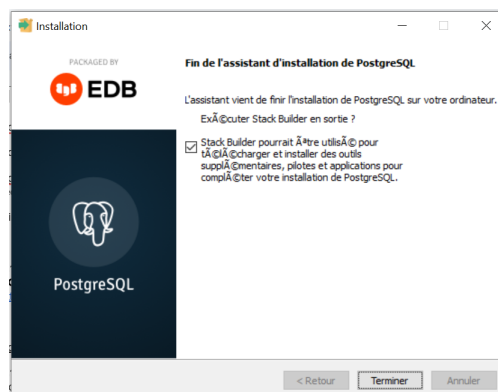 Installation
PACKAGED BY
EDB
PostgreSQL
Fin de l'assistant d'installation de PostgreSQL
L'assistant vient de finir l'installation de PostgreSQL sur votre ordinateur.
ExÃ©cuter Stack Builder en sortie ?
Stack Builder pourrait Ãªtre utilisÃ© pour
tÃ©lÃ©charger et installer des outils
supplÃ©mentaires, pilotes et applications pour
complÃ©ter votre installation de PostgreSQL.
< Retour
Terminer
Annuler